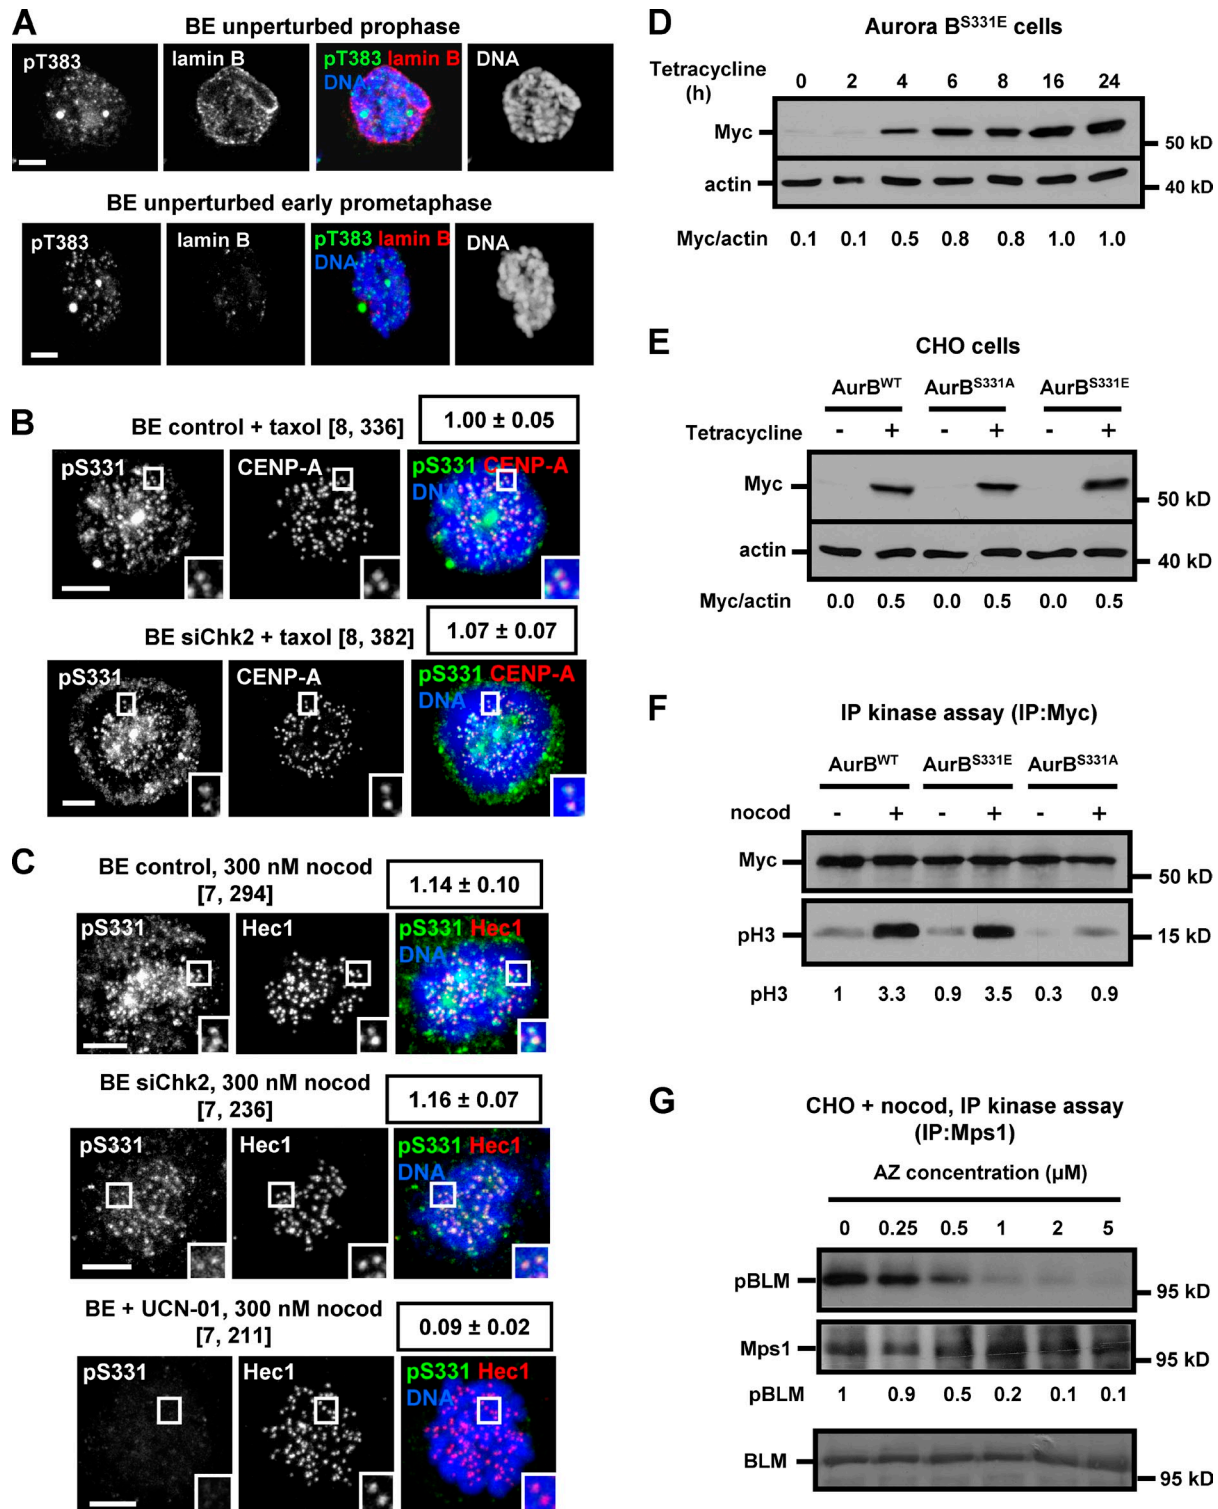 A
BE unperturbed prophase
pT383
lamin B
pT383 lamin B
DNA
DNA
BE unperturbed early prometaphase
pT383
lamin B
pT383 lamin B
DNA
DNA
B
BE control + taxol [8, 336]
1.00 ± 0.05
pS331
CENP-A
pS331 CENP-A
DNA
BE siChk2 + taxol [8, 382]
1.07 ± 0.07
pS331
CENP-A
pS331 CENP-A
DNA
C
BE control, 300 nM nocod
[7, 294]
1.14 ± 0.10
pS331
Hec1
pS331 Hec1
DNA
BE siChk2, 300 nM nocod
[7, 236]
1.16 ± 0.07
pS331
Hec1
pS331 Hec1
DNA
BE + UCN-01, 300 nM nocod
[7, 211]
0.09 ± 0.02
pS331
Hec1
pS331 Hec1
DNA
D
Aurora B^S331E cells
Tetracycline 0 2 4 6 8 16 24
(h)
Myc
50 kD
actin
40 kD
Myc/actin 0.1 0.1 0.5 0.8 0.8 1.0 1.0
E
CHO cells
AurB^WT AurB^S331A AurB^S331E
Tetracycline - + - + - +
Myc
50 kD
actin
40 kD
Myc/actin 0.0 0.5 0.0 0.5 0.0 0.5
F
IP kinase assay (IP:Myc)
AurB^WT AurB^S331E AurB^S331A
nocod - + - + - +
Myc
50 kD
pH3
15 kD
pH3 1 3.3 0.9 3.5 0.3 0.9
G
CHO + nocod, IP kinase assay
(IP:Mps1)
AZ concentration (µM)
0 0.25 0.5 1 2 5
pBLM
95 kD
Mps1
95 kD
pBLM 1 0.9 0.5 0.2 0.1 0.1
BLM
95 kD